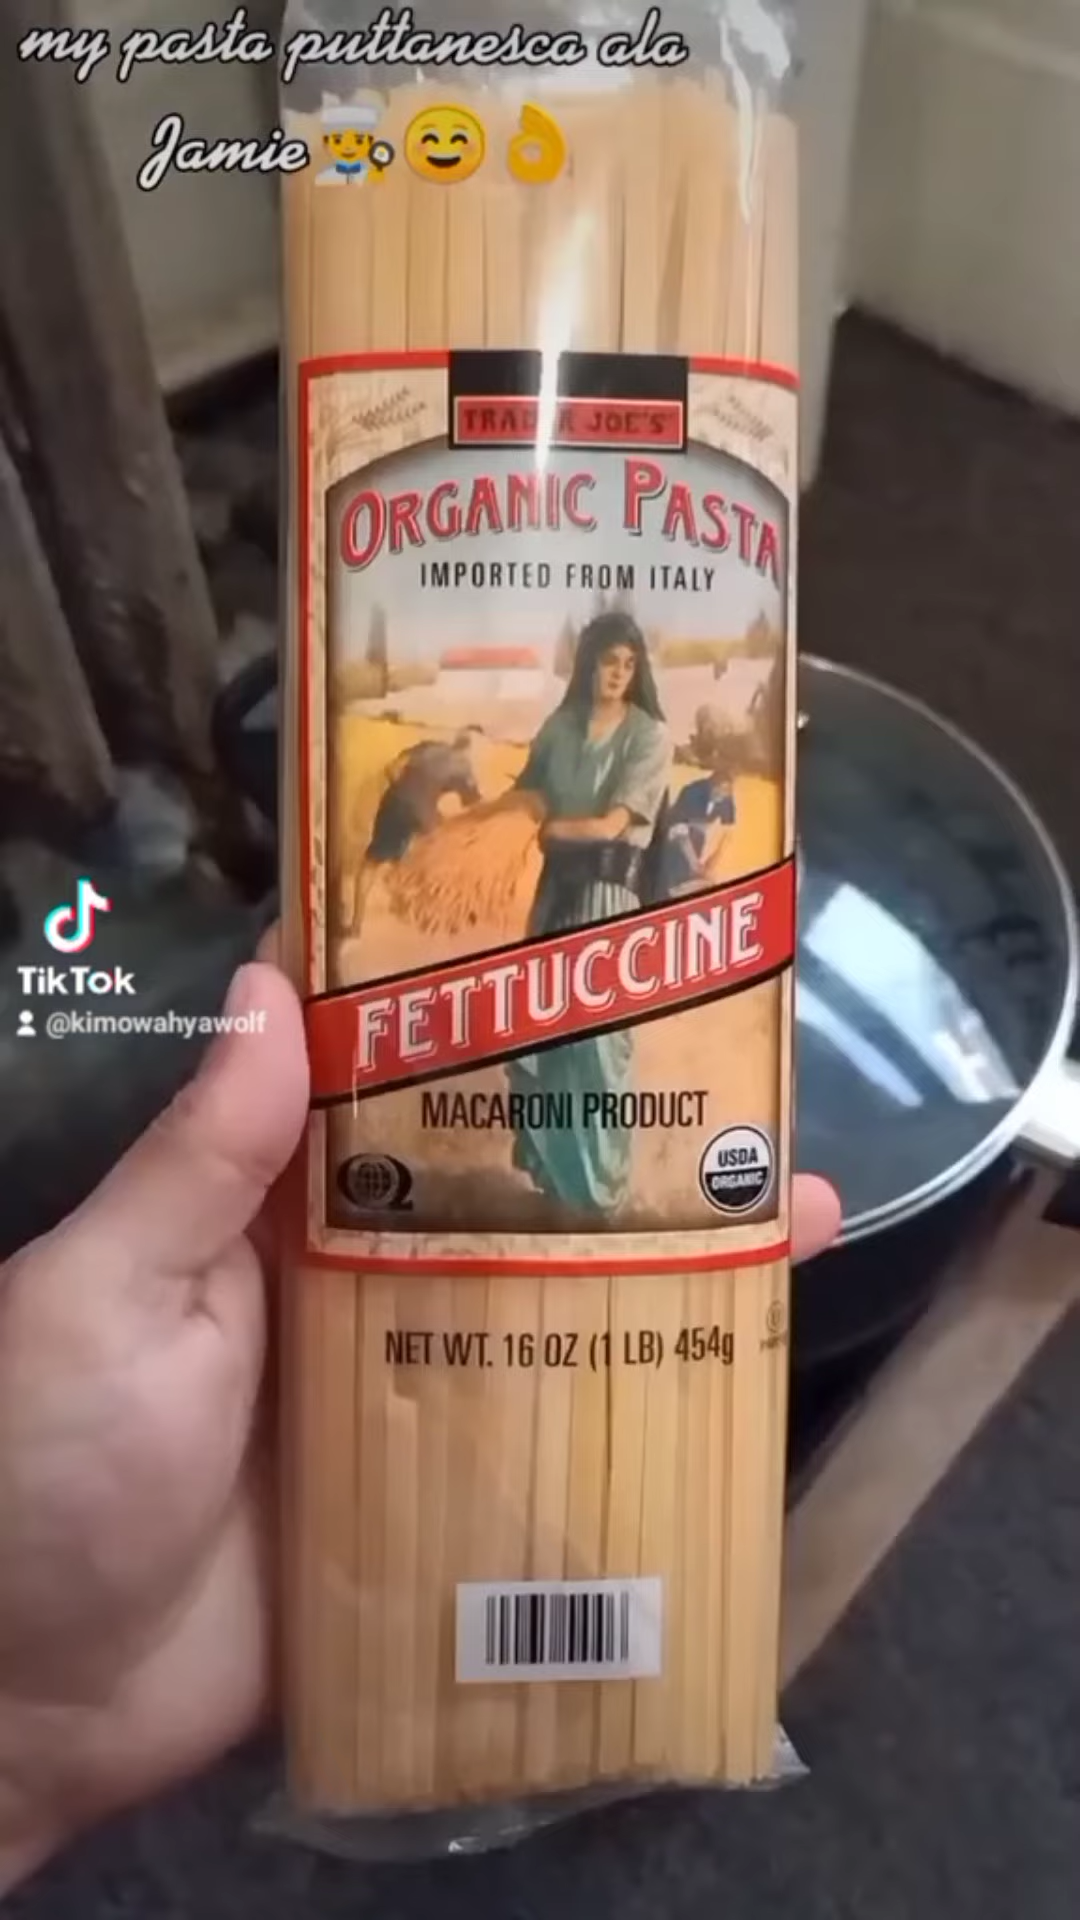 my pasta puttanesca ala
Jamie👨‍🍳😊👌
TRADER JOE'S
ORGANIC PASTA
IMPORTED FROM ITALY
FETTUCCINE
MACARONI PRODUCT
USDA
ORGANIC
NET WT. 16 OZ (1 LB) 454g
TikTok
@kimowahyawolf